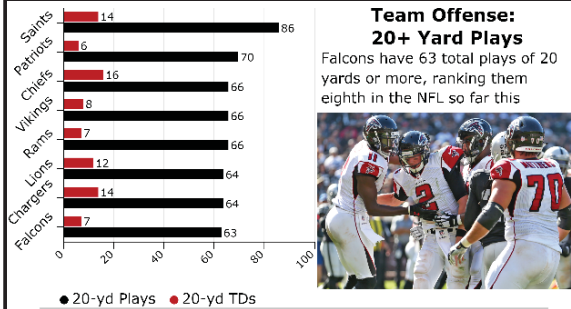 Team Offense:
20+ Yard Plays
Falcons have 63 total plays of 20
yards or more, ranking them
eighth in the NFL so far this
Saints 14 86
Patriots 6 70
Chiefs 16 66
Vikings 8 66
Rams 7 66
Lions 12 64
Chargers 14 64
Falcons 7 63
0 20 40 60 80 100
20-yd Plays 20-yd TDs
11
2
70